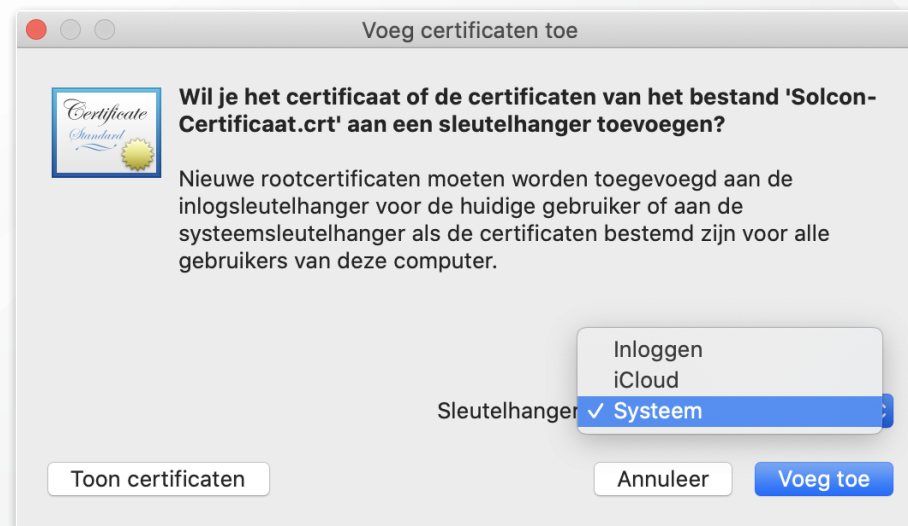 Voeg certificaten toe
Certificate
Standard
Wil je het certificaat of de certificaten van het bestand 'Solcon-
Certificaat.crt' aan een sleutelhanger toevoegen?
Nieuwe rootcertificaten moeten worden toegevoegd aan de
inlogsleutelhanger voor de huidige gebruiker of aan de
systeemsleutelhanger als de certificaten bestemd zijn voor alle
gebruikers van deze computer.
Inloggen
iCloud
Sleutelhanger ✓ Systeem
Toon certificaten Annuleer Voeg toe